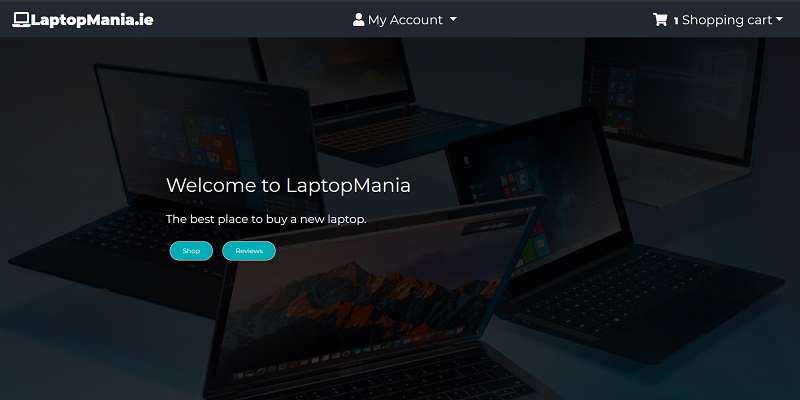 LaptopMania.ie
My Account
1 Shopping cart
Welcome to LaptopMania
The best place to buy a new laptop.
Shop
Reviews